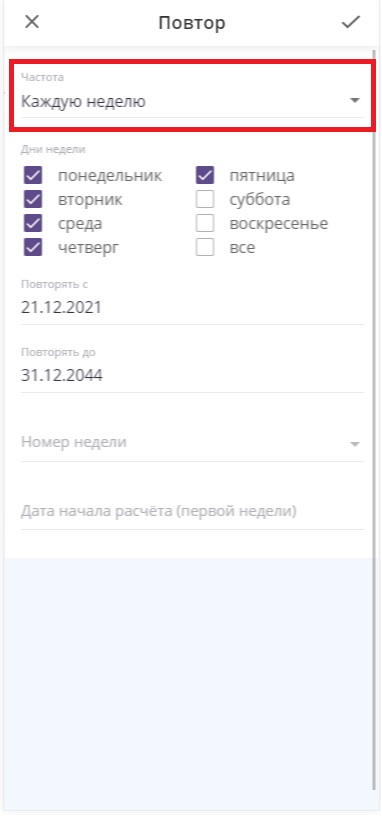 Повтор
Частота
Каждую неделю
Дни недели
понедельник пятница
вторник суббота
среда воскресенье
четверг все
Повторять с
21.12.2021
Повторять до
31.12.2044
Номер недели
Дата начала расчёта (первой недели)